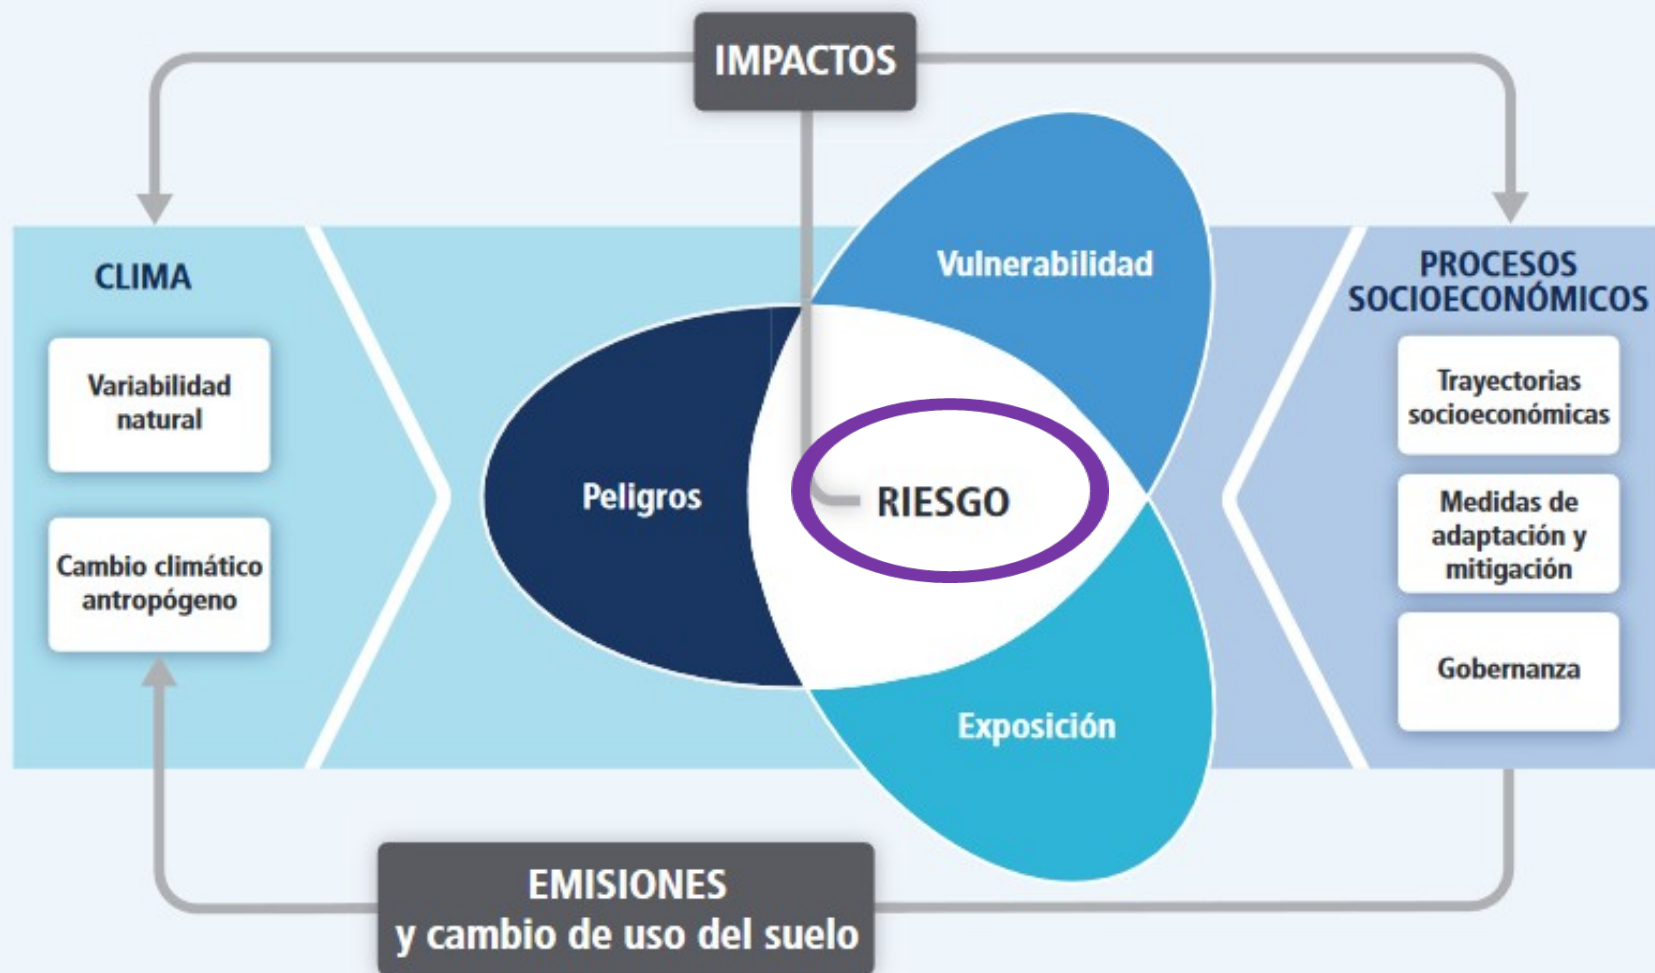 IMPACTOS
CLIMA
Variabilidad
natural
Cambio climático
antropógeno
Peligros
Vulnerabilidad
RIESGO
Exposición
PROCESOS
SOCIOECONÓMICOS
Trayectorias
socioeconómicas
Medidas de
adaptación y
mitigación
Gobernanza
EMISIONES
y cambio de uso del suelo